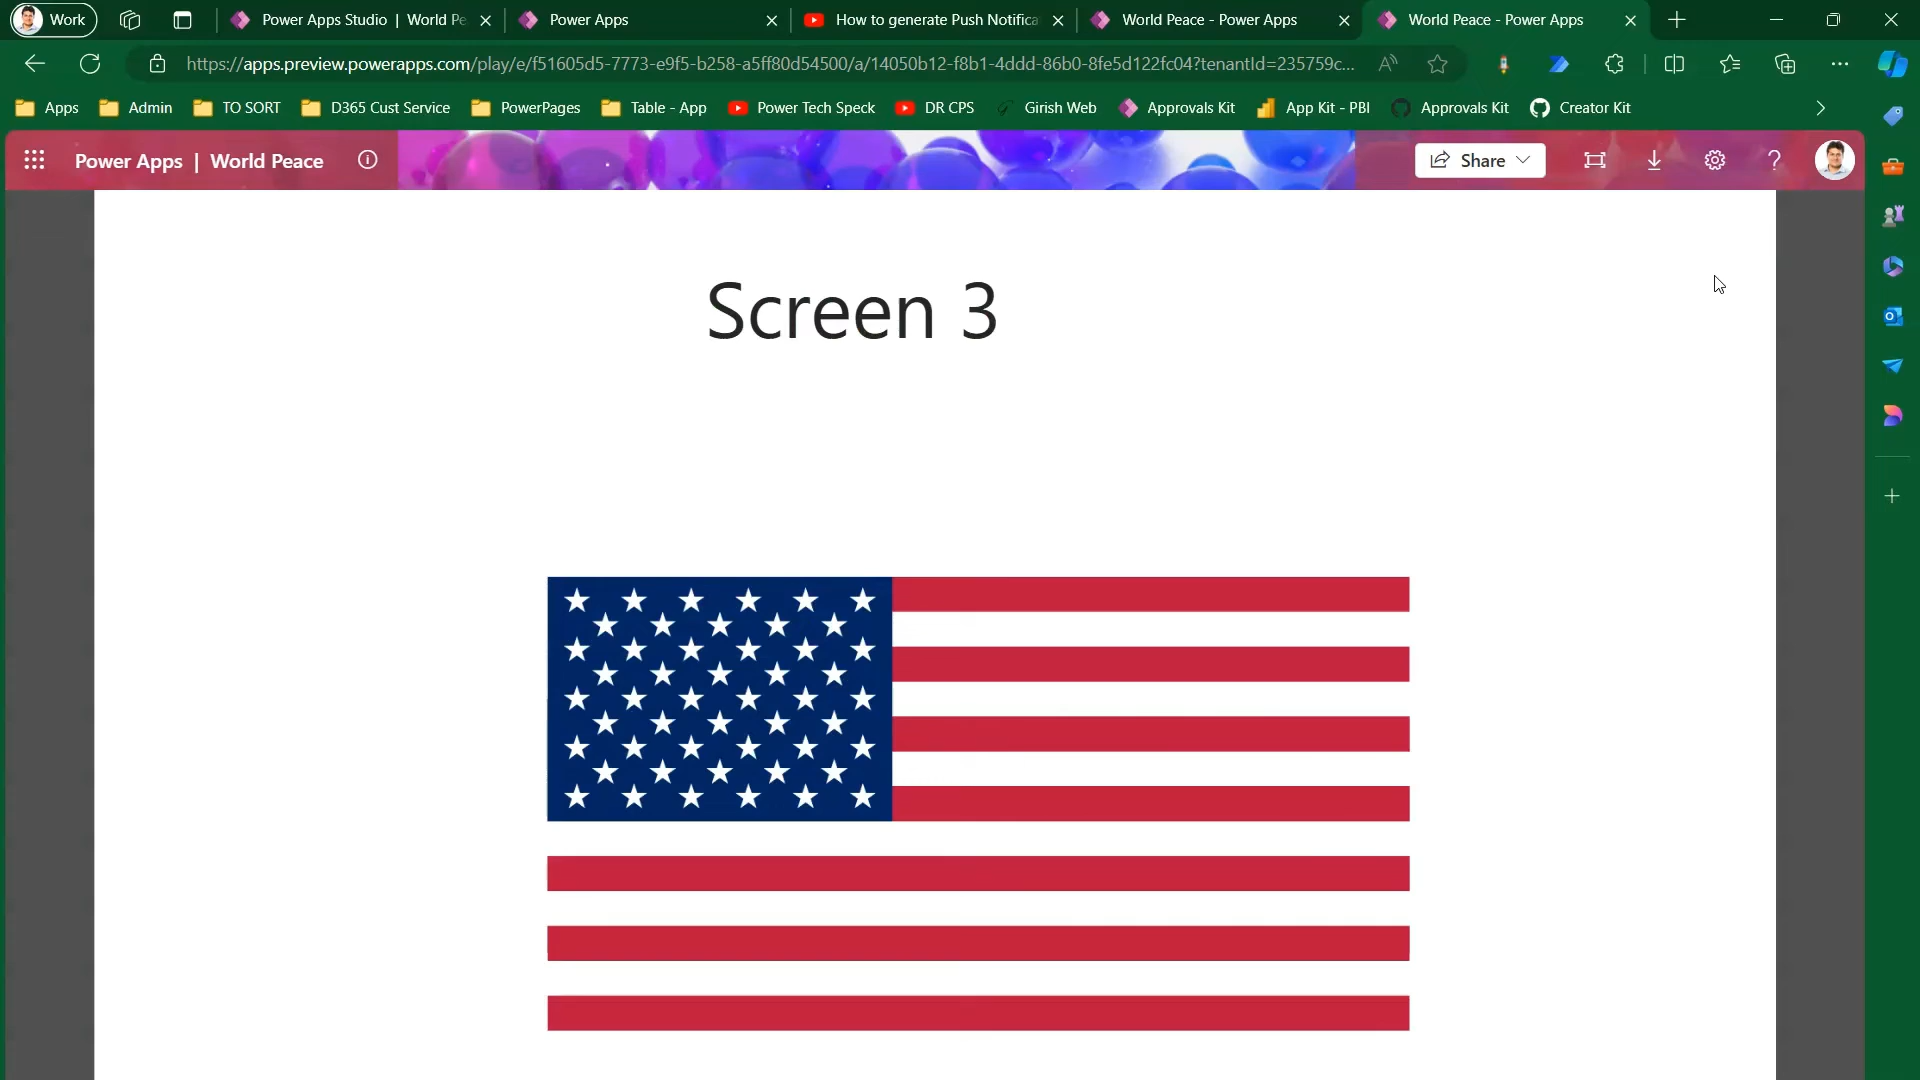 Work
Power Apps Studio | World Pe
Power Apps
How to generate Push Notifica
World Peace - Power Apps
World Peace - Power Apps
https://apps.preview.powerapps.com/play/e/f51605d5-7773-e9f5-b258-a5ff80d54500/a/14050b12-f8b1-4ddd-86b0-8fe5d122fc04?tenantId=235759c...
Apps
Admin
TO SORT
D365 Cust Service
PowerPages
Table - App
Power Tech Speck
DR CPS
Girish Web
Approvals Kit
App Kit - PBI
Approvals Kit
Creator Kit
Power Apps | World Peace
Share
Screen 3